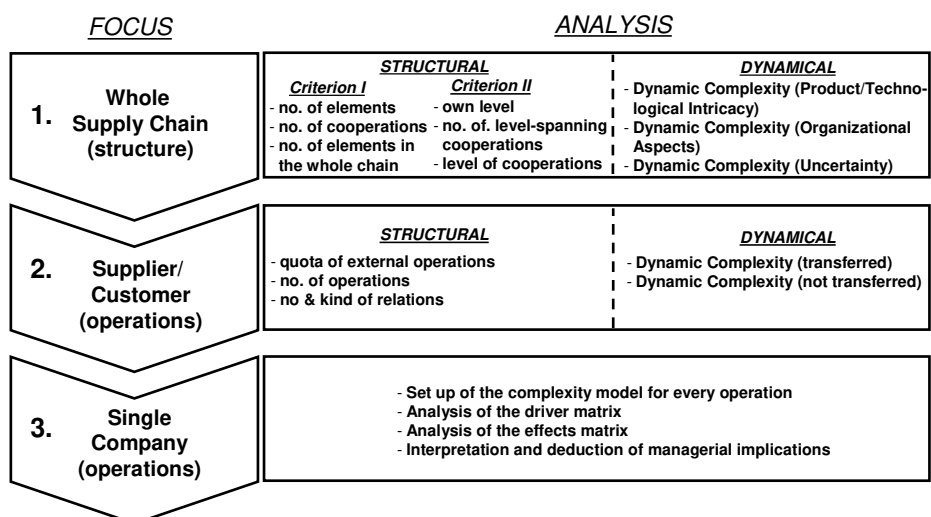 FOCUS
ANALYSIS
1.
Whole
Supply Chain
(structure)
STRUCTURAL
Criterion I
- no. of elements
- no. of cooperations
- no. of elements in
the whole chain
Criterion II
- own level
- no. of. level-spanning
cooperations
- level of cooperations
DYNAMICAL
- Dynamic Complexity (Product/Techno-
logical Intricacy)
- Dynamic Complexity (Organizational
Aspects)
- Dynamic Complexity (Uncertainty)
2.
Supplier/
Customer
(operations)
STRUCTURAL
- quota of external operations
- no. of operations
- no & kind of relations
DYNAMICAL
- Dynamic Complexity (transferred)
- Dynamic Complexity (not transferred)
3.
Single
Company
(operations)
- Set up of the complexity model for every operation
- Analysis of the driver matrix
- Analysis of the effects matrix
- Interpretation and deduction of managerial implications